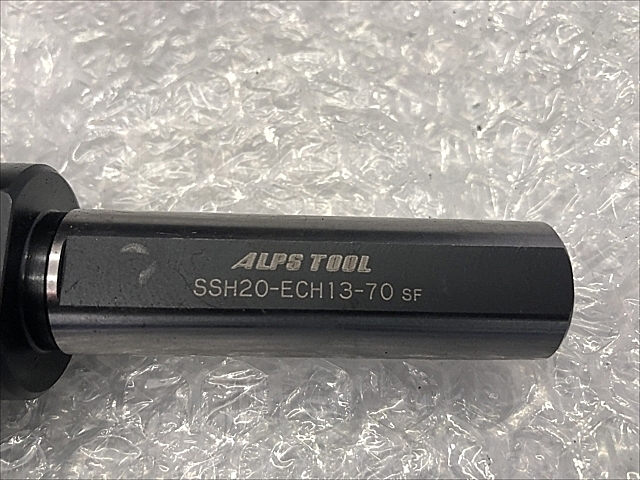 ALPS TOOL
SSH20-ECH13-70 SF